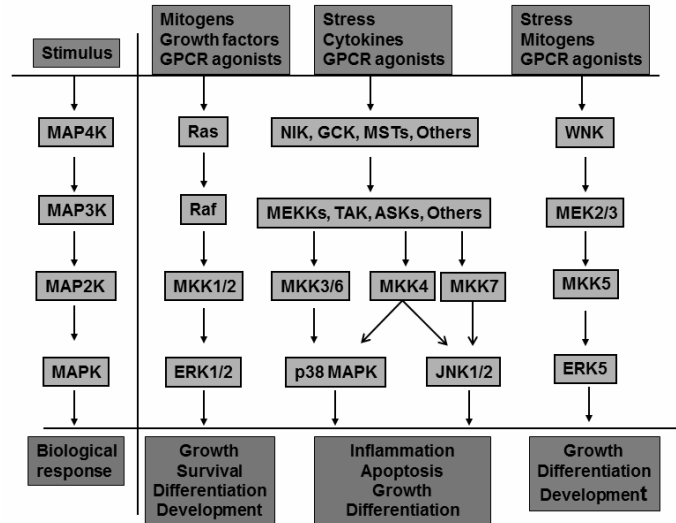 Stimulus
Mitogens
Growth factors
GPCR agonists
Stress
Cytokines
GPCR agonists
Stress
Mitogens
GPCR agonists
MAP4K
Ras
NIK, GCK, MSTs, Others
WNK
MAP3K
Raf
MEKKs, TAK, ASKs, Others
MEK2/3
MAP2K
MKK1/2
MKK3/6
MKK4
MKK7
MKK5
MAPK
ERK1/2
p38 MAPK
JNK1/2
ERK5
Biological
response
Growth
Survival
Differentiation
Development
Inflammation
Apoptosis
Growth
Differentiation
Growth
Differentiation
Development